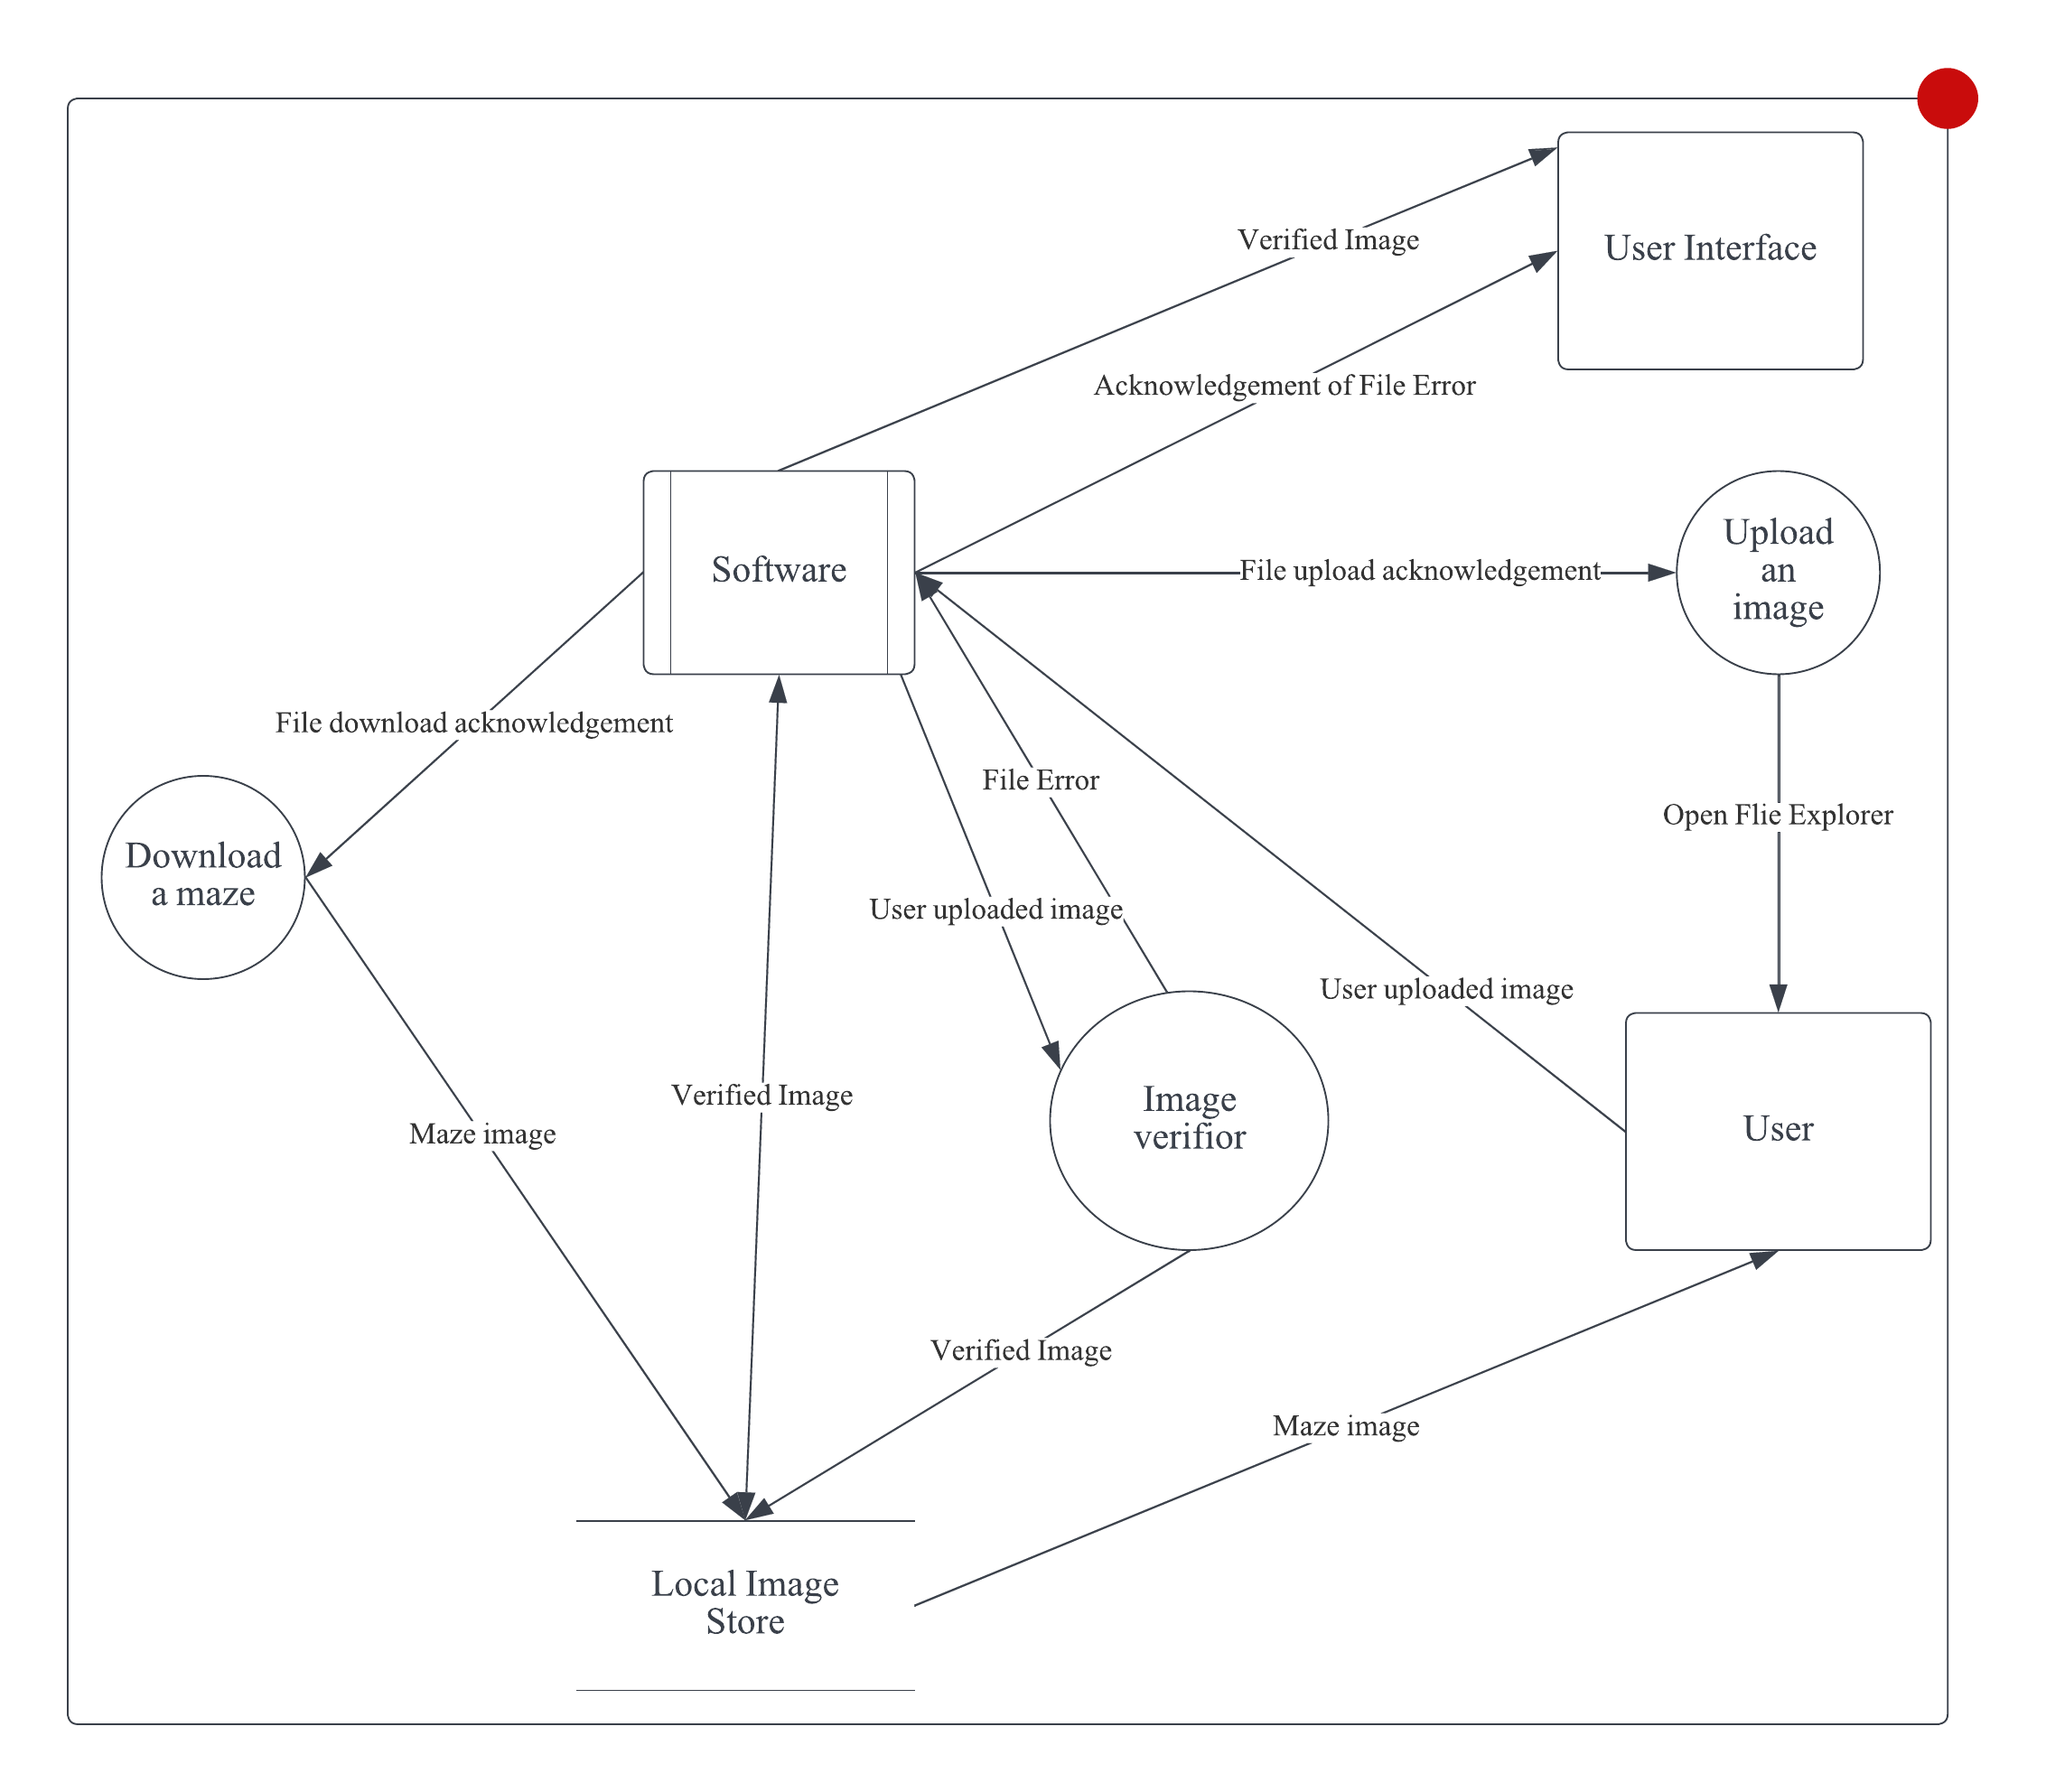 Verified Image
User Interface
Acknowledgement of File Error
Software
File upload acknowledgement
Upload
an
image
File download acknowledgement
File Error
Open Flie Explorer
Download
a maze
User uploaded image
User uploaded image
Verified Image
Image
verifior
User
Maze image
Verified Image
Maze image
Local Image
Store